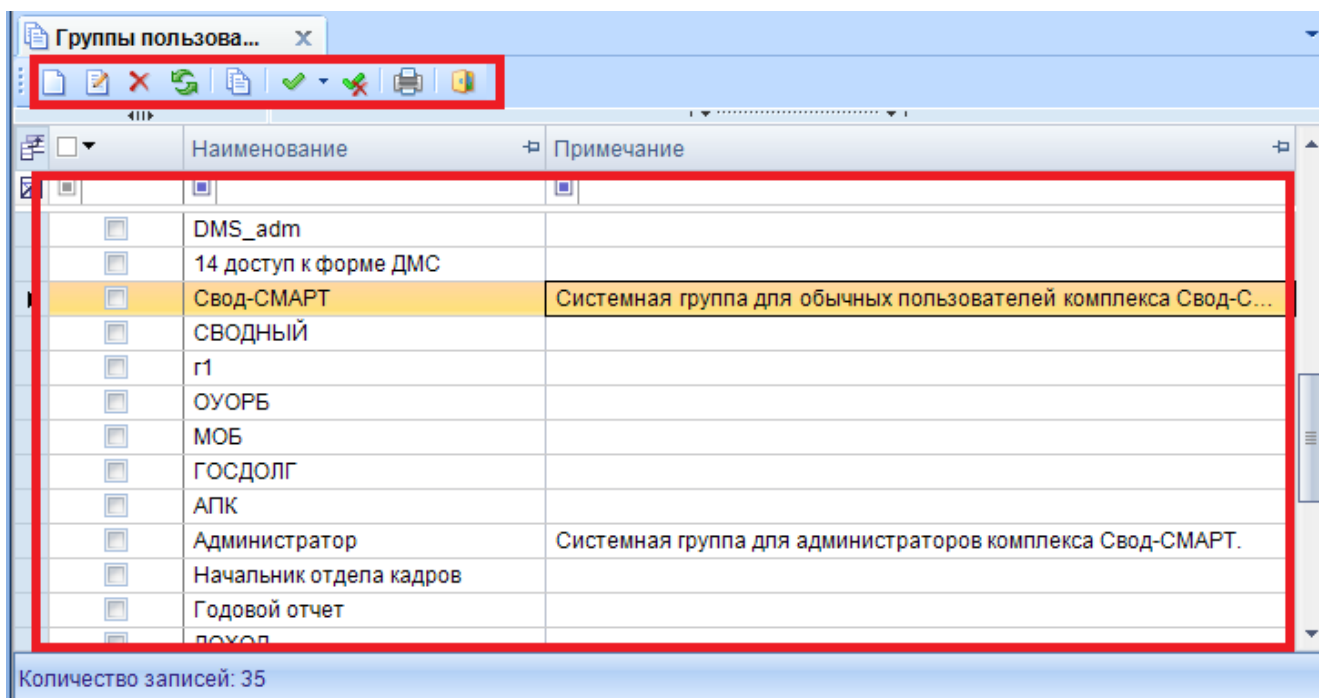 Группы пользова...
Наименование Примечание
DMS_adm
14 доступ к форме ДМС
Свод-СМАРТ Системная группа для обычных пользователей комплекса Свод-С...
СВОДНЫЙ
г1
ОУОРБ
МОБ
ГОСДОЛГ
АПК
Администратор Системная группа для администраторов комплекса Свод-СМАРТ.
Начальник отдела кадров
Годовой отчет
Количество записей: 35